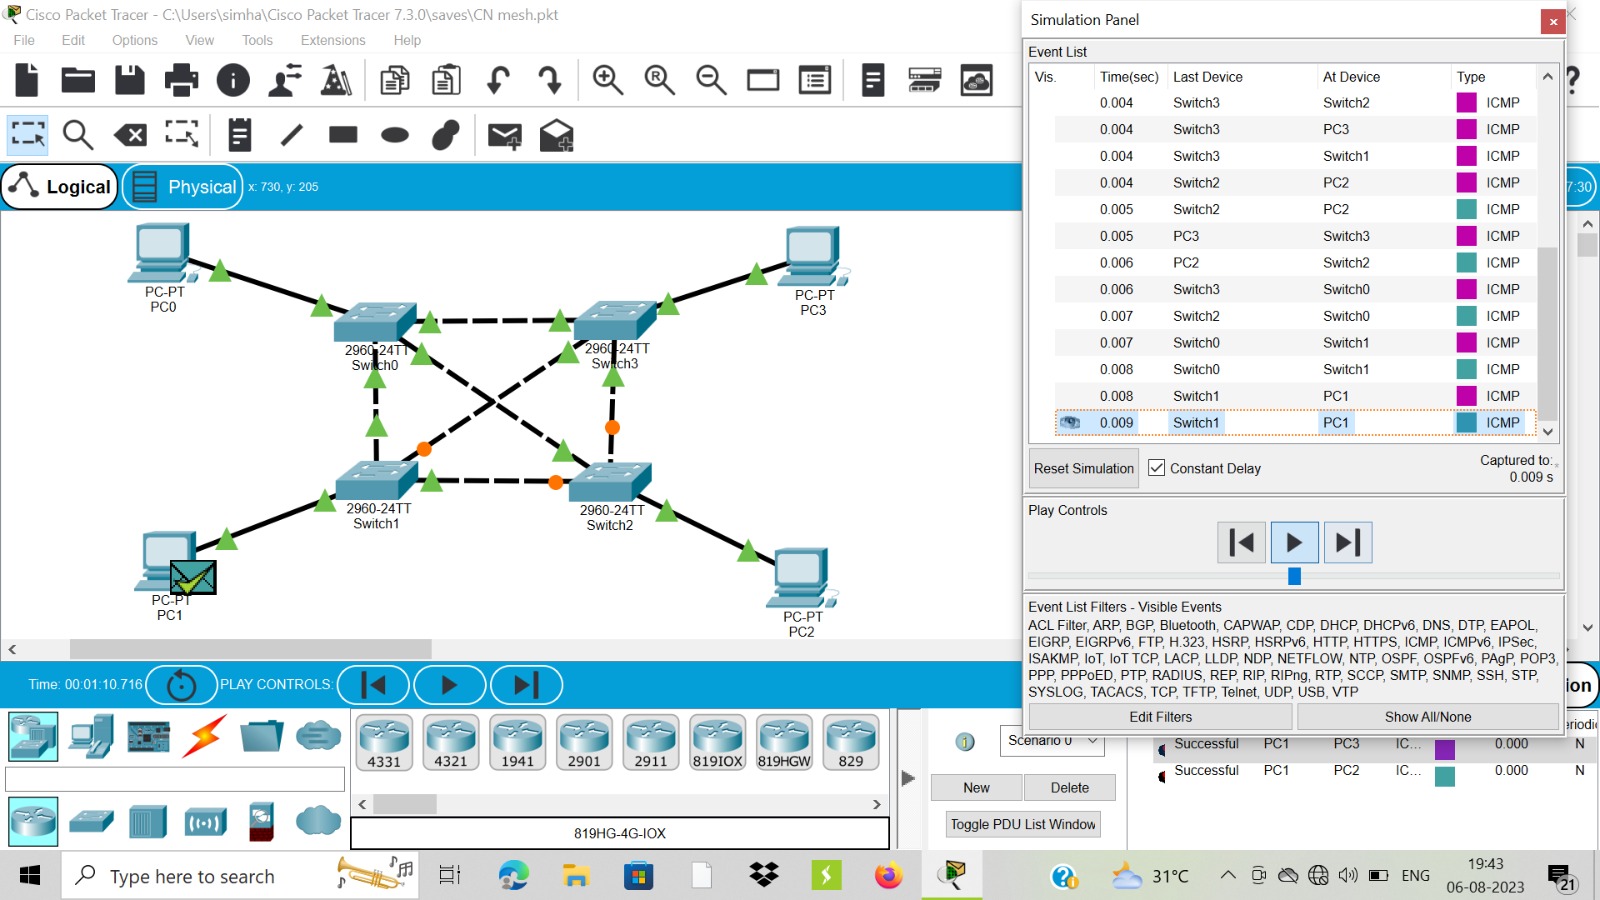 Cisco Packet Tracer - C:\Users\simha\Cisco Packet Tracer 7.3.0\saves\CN mesh.pkt
File Edit Options View Tools Extensions Help
Logical Physical x: 730, y: 205
7:30
PC-PT
PC0
PC-PT
PC3
2960-24TT
Switch0
2960-24TT
Switch3
2960-24TT
Switch1
2960-24TT
Switch2
PC-PT
PC1
PC-PT
PC2
Simulation Panel
Event List
Vis. Time(sec) Last Device At Device Type
0.004 Switch3 Switch2 ICMP
0.004 Switch3 PC3 ICMP
0.004 Switch3 Switch1 ICMP
0.004 Switch2 PC2 ICMP
0.005 Switch2 PC2 ICMP
0.005 PC3 Switch3 ICMP
0.006 PC2 Switch2 ICMP
0.006 Switch3 Switch0 ICMP
0.007 Switch2 Switch0 ICMP
0.007 Switch0 Switch1 ICMP
0.008 Switch0 Switch1 ICMP
0.008 Switch1 PC1 ICMP
0.009 Switch1 PC1 ICMP
Reset Simulation Constant Delay Captured to:
0.009 s
Play Controls
Event List Filters - Visible Events
ACL Filter, ARP, BGP, Bluetooth, CAPWAP, CDP, DHCP, DHCPv6, DNS, DTP, EAPOL,
EIGRP, EIGRPv6, FTP, H.323, HSRP, HSRPv6, HTTP, HTTPS, ICMP, ICMPv6, IPSec,
ISAKMP, IoT, IoT TCP, LACP, LLDP, NDP, NETFLOW, NTP, OSPF, OSPFv6, PAgP, POP3,
PPP, PPPoED, PTP, RADIUS, REP, RIP, RIPng, RTP, SCCP, SMTP, SNMP, SSH, STP,
SYSLOG, TACACS, TCP, TFTP, Telnet, UDP, USB, VTP
Edit Filters Show All/None
Time: 00:01:10.716 PLAY CONTROLS:
ion
4331 4321 1941 2901 2911 819IOX 819HGW 829
819HG-4G-IOX
Scenario 0
New Delete
Toggle PDU List Window
eriodi
Successful PC1 PC3 IC... 0.000 N
Successful PC1 PC2 IC... 0.000 N
Type here to search
31°C
ENG
19:43
06-08-2023
21